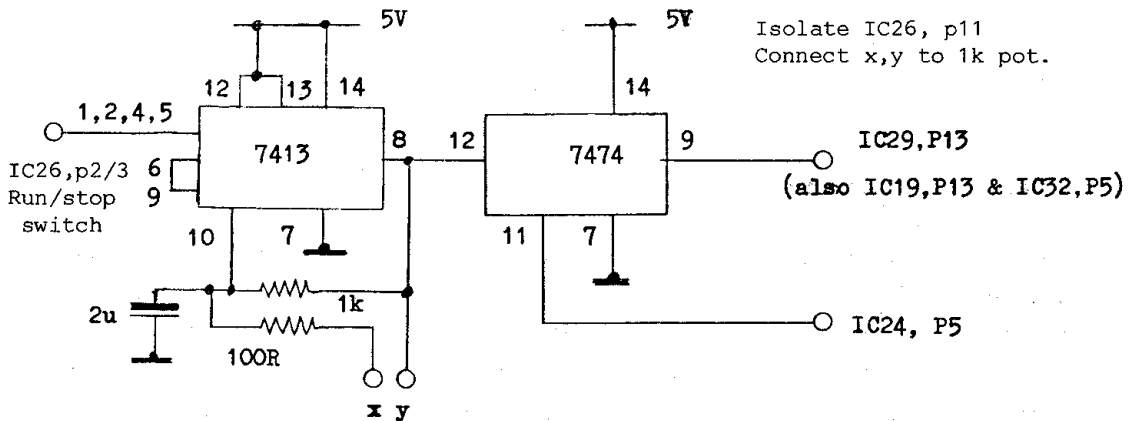 5V
5V
Isolate IC26, p11
Connect x,y to 1k pot.
12
13
14
14
1,2,4,5
7413
8
12
7474
9
IC29,P13
(also IC19,P13 & IC32,P5)
IC26,p2/3
6
Run/stop
9
switch
10
7
11
7
2u
1k
IC24, P5
100R
x y